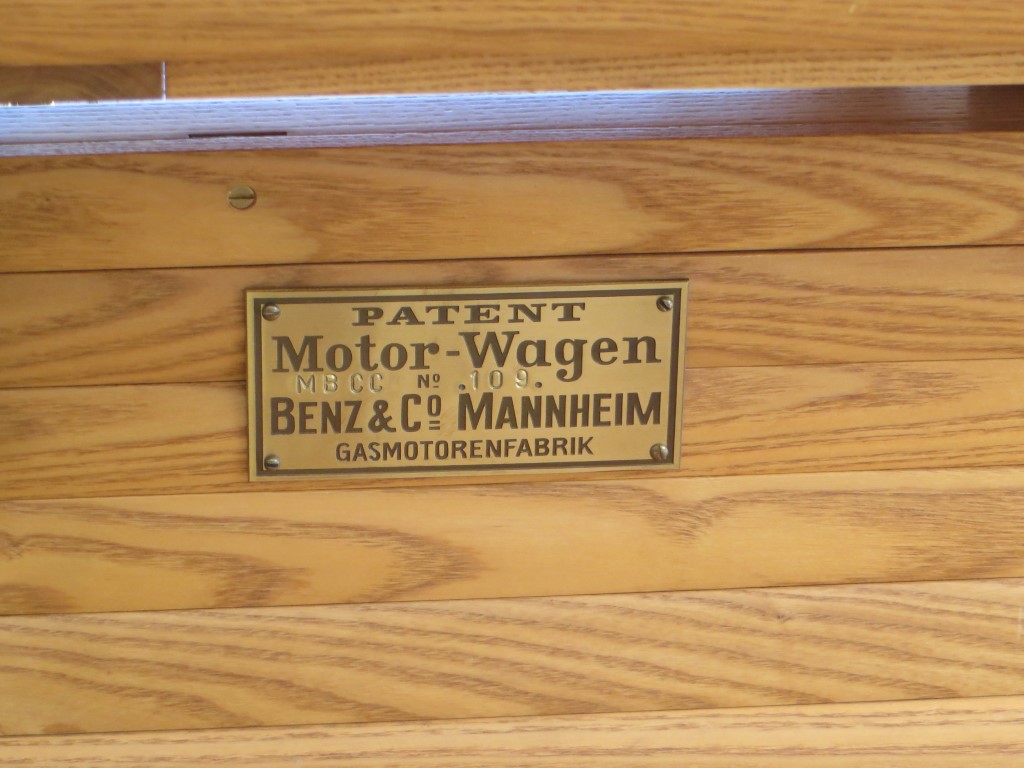 PATENT
Motor-Wagen
MBCC Nº .109.
BENZ & Cº MANNHEIM
GASMOTORENFABRIK